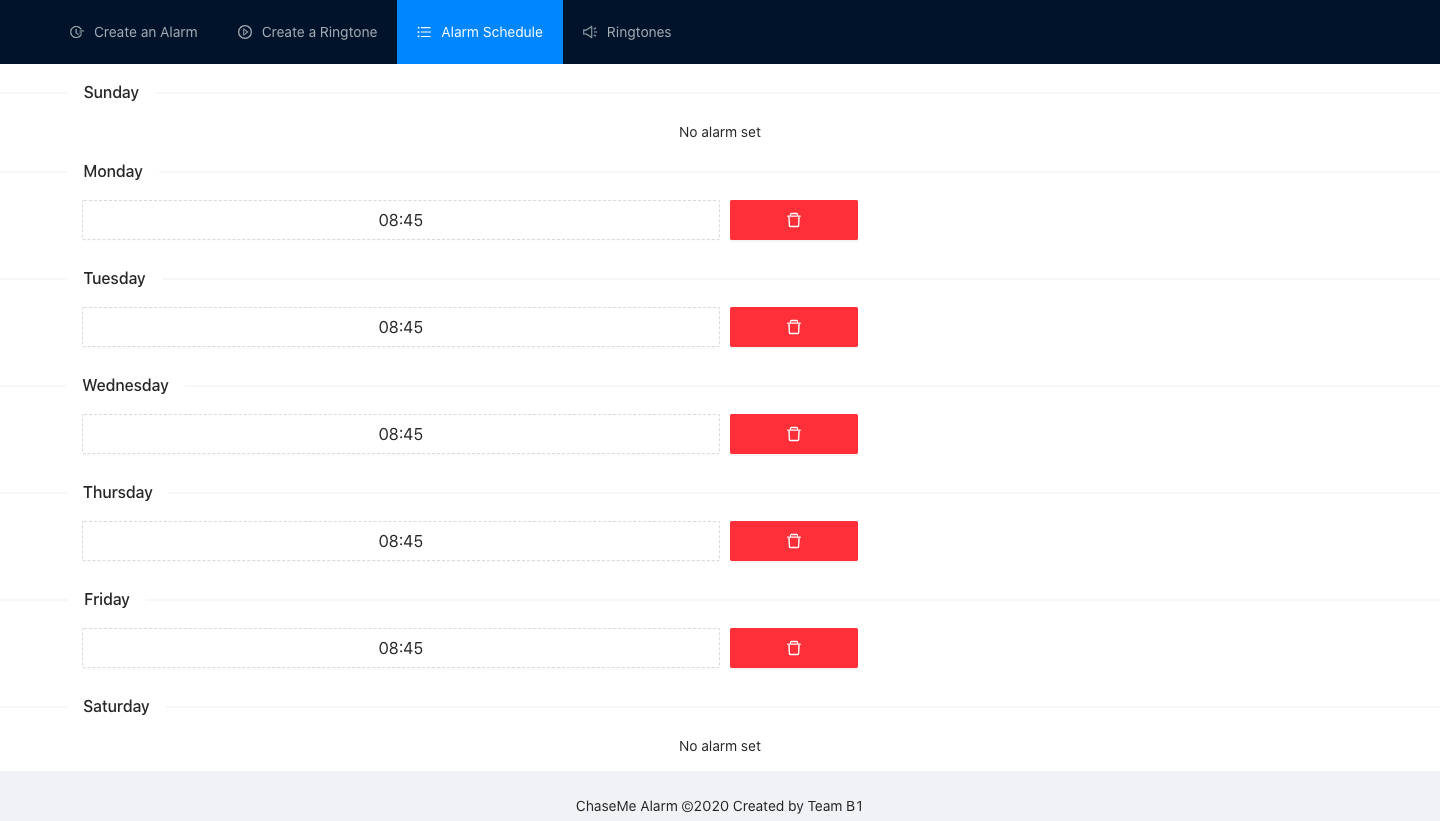 Create an Alarm Create a Ringtone Alarm Schedule Ringtones
Sunday
No alarm set
Monday
08:45
Tuesday
08:45
Wednesday
08:45
Thursday
08:45
Friday
08:45
Saturday
No alarm set
ChaseMe Alarm ©2020 Created by Team B1